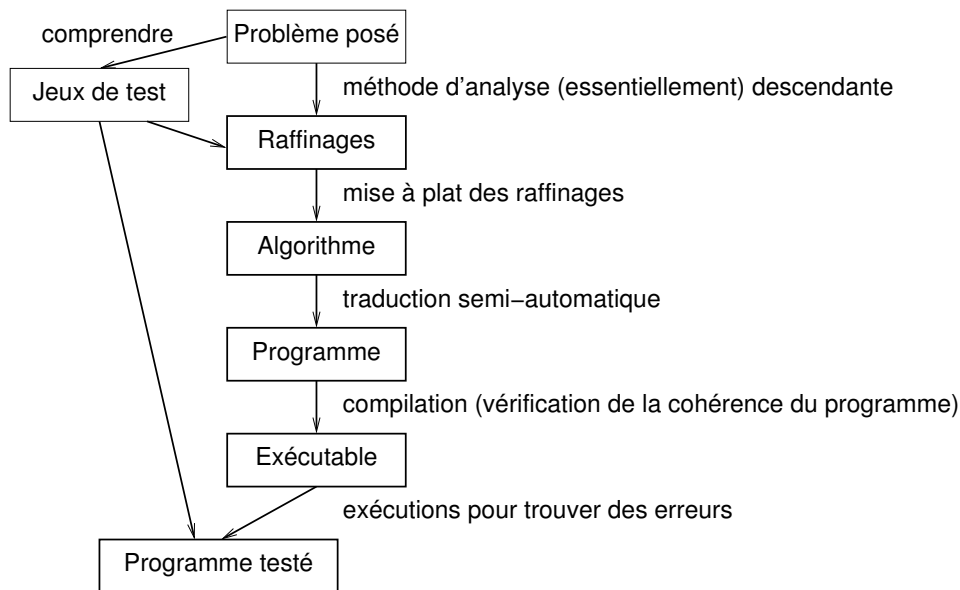 comprendre
Problème posé
Jeux de test
méthode d'analyse (essentiellement) descendante
Raffinages
mise à plat des raffinages
Algorithme
traduction semi−automatique
Programme
compilation (vérification de la cohérence du programme)
Exécutable
exécutions pour trouver des erreurs
Programme testé